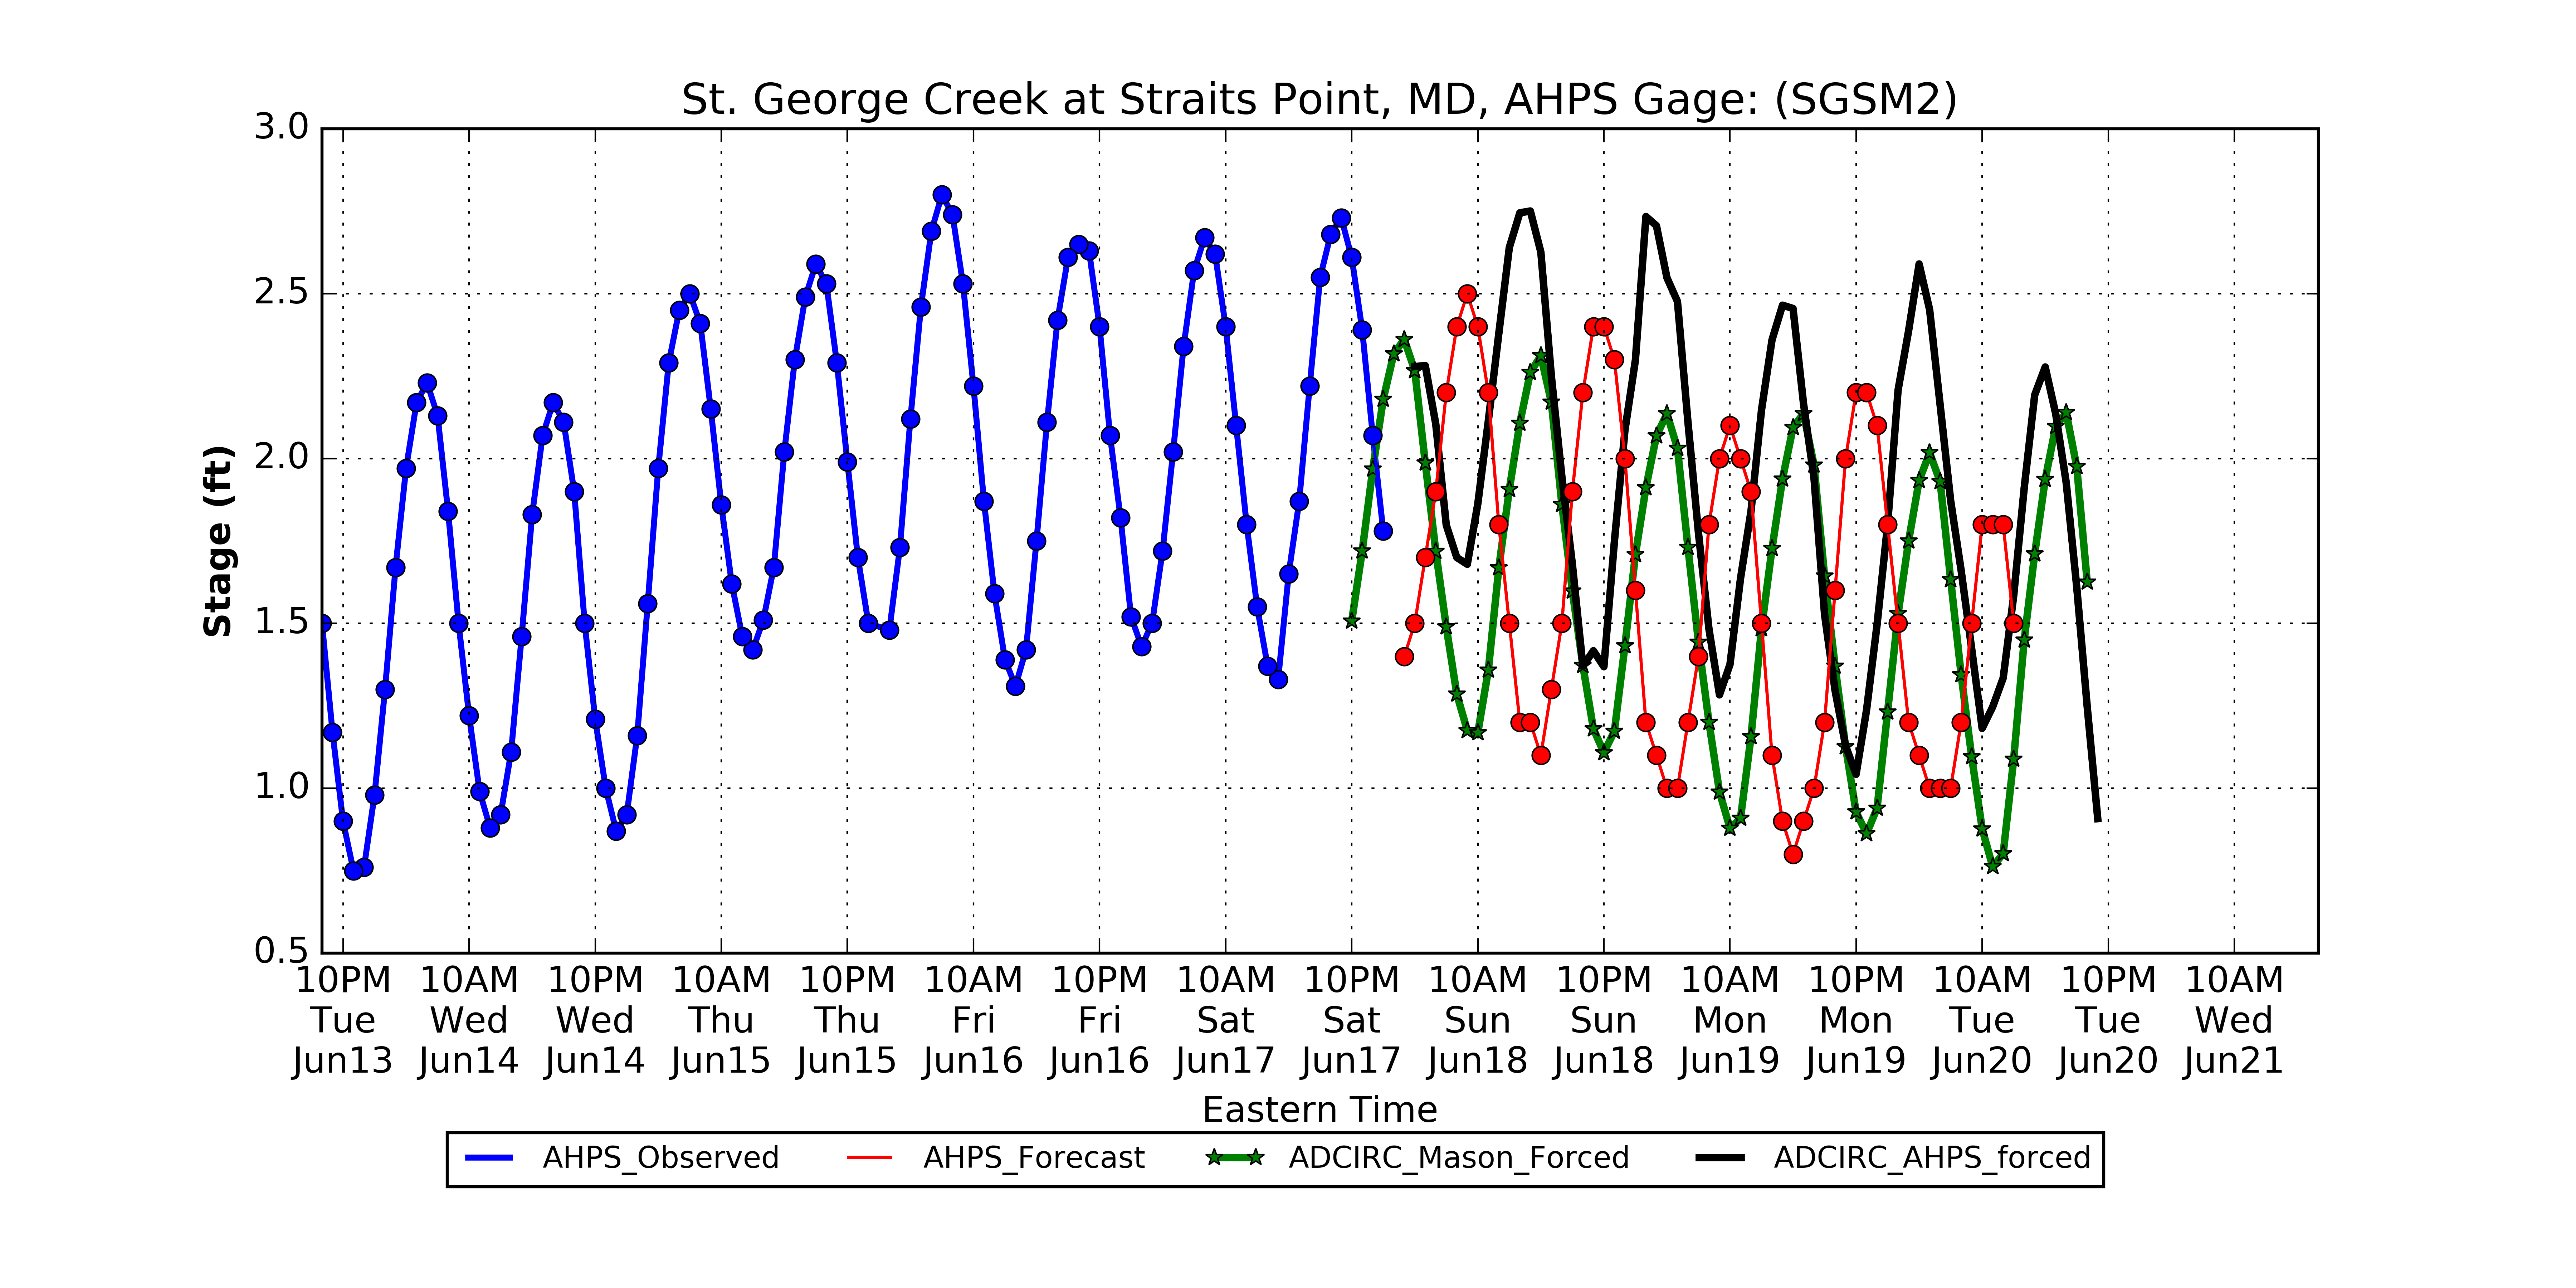 St. George Creek at Straits Point, MD, AHPS Gage: (SGSM2)
3.0
2.5
2.0
1.5
1.0
0.5
Stage (ft)
10PM 10AM 10PM 10AM 10PM 10AM 10PM 10AM 10PM 10AM 10PM 10AM 10PM 10AM 10PM 10AM
Tue Wed Wed Thu Thu Fri Fri Sat Sat Sun Sun Mon Mon Tue Tue Wed
Jun13 Jun14 Jun14 Jun15 Jun15 Jun16 Jun16 Jun17 Jun17 Jun18 Jun18 Jun19 Jun19 Jun20 Jun20 Jun21
Eastern Time
AHPS_Observed AHPS_Forecast ADCIRC_Mason_Forced ADCIRC_AHPS_forced